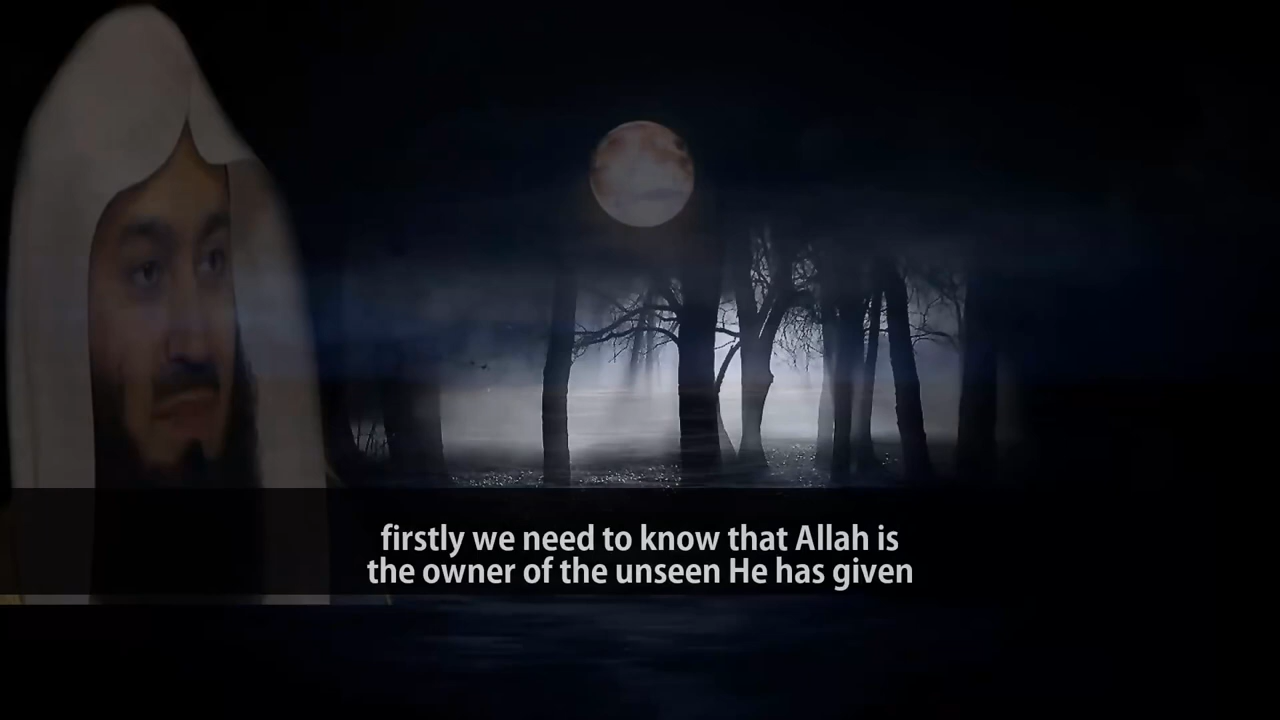 firstly we need to know that Allah is
the owner of the unseen He has given